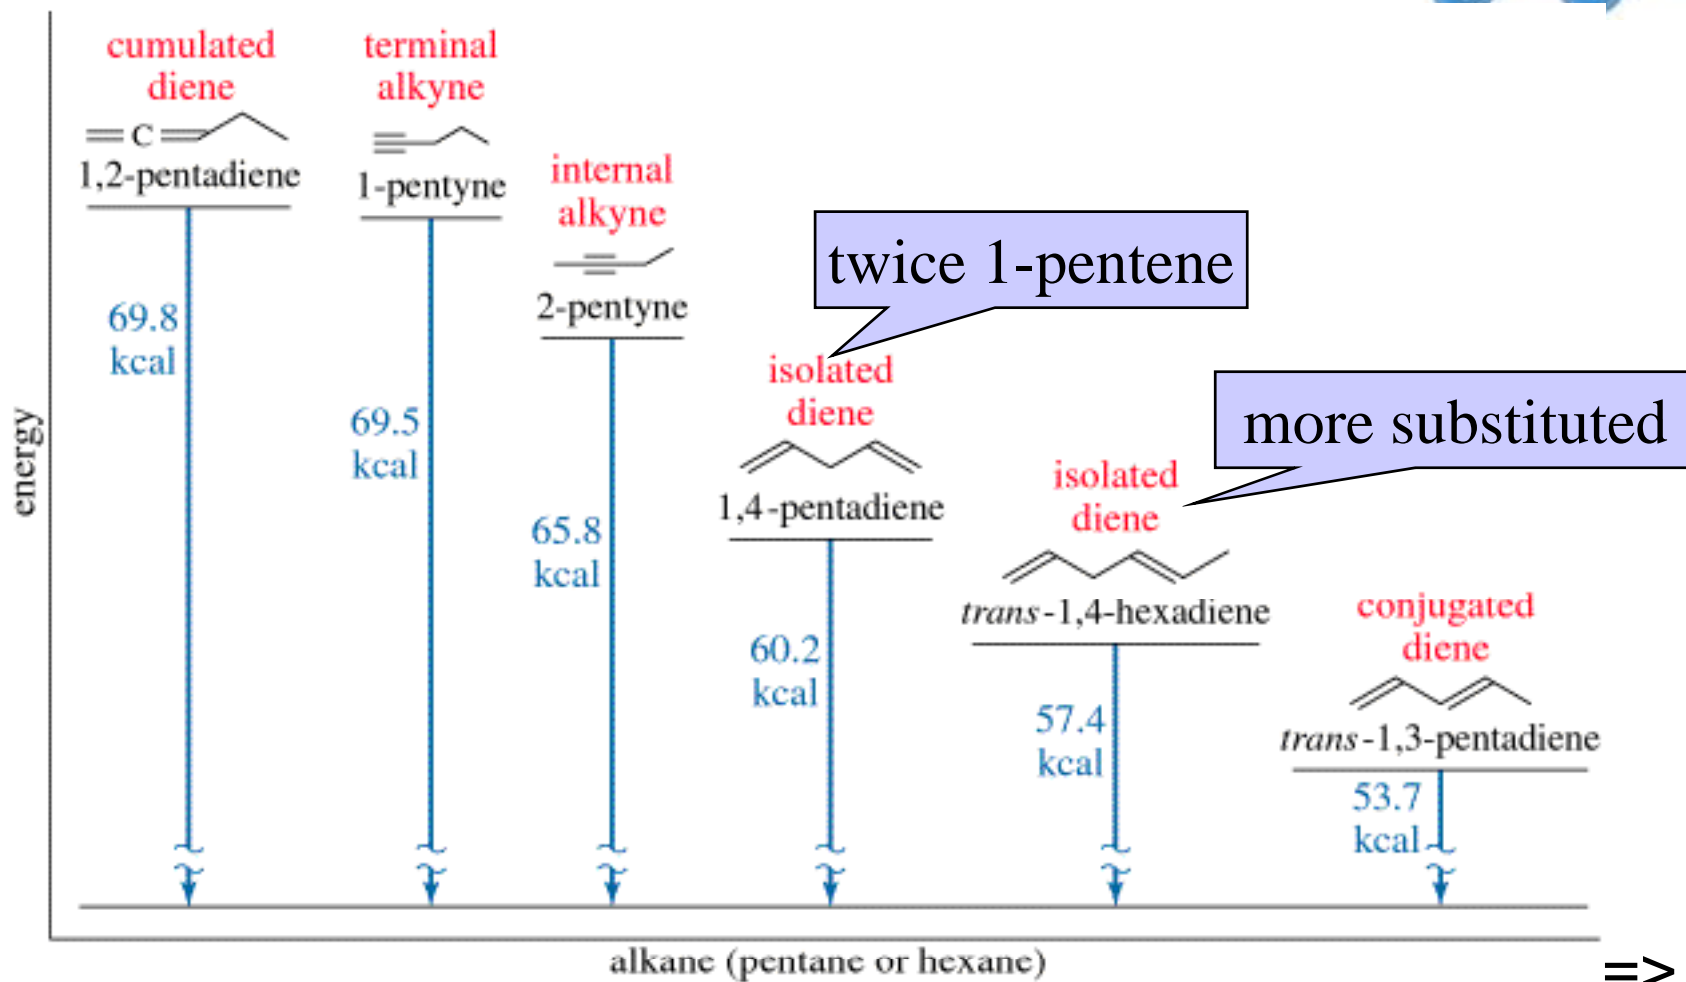 cumulated
diene
C
1,2-pentadiene
69.8
kcal
terminal
alkyne
1-pentyne
69.5
kcal
internal
alkyne
2-pentyne
65.8
kcal
twice 1-pentene
isolated
diene
1,4-pentadiene
60.2
kcal
more substituted
isolated
diene
trans-1,4-hexadiene
57.4
kcal
conjugated
diene
trans-1,3-pentadiene
53.7
kcal
energy
alkane (pentane or hexane)
=>